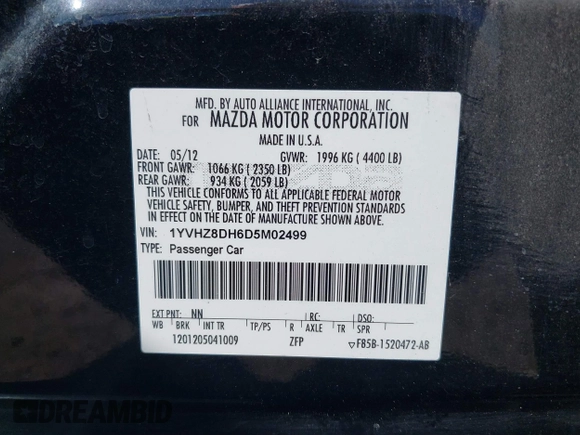 MFD. BY AUTO ALLIANCE INTERNATIONAL, INC.
FOR MAZDA MOTOR CORPORATION
MADE IN U.S.A.
DATE: 05/12 GVWR: 1996 KG ( 4400 LB)
FRONT GAWR: 1066 KG ( 2350 LB)
REAR GAWR: 934 KG ( 2059 LB)
THIS VEHICLE CONFORMS TO ALL APPLICABLE FEDERAL MOTOR
VEHICLE SAFETY, BUMPER, AND THEFT PREVENTION STANDARDS
IN EFFECT ON THE DATE OF MANUFACTURE SHOWN ABOVE.
VIN: 1YVHZ8DH6D5M02499
TYPE: Passenger Car
EXT PNT: NN RC: DSO:
WB BRK INT TR TP/PS R AXLE TR SPR
1201205041009 ZFP ▽F85B-1520472-AB
DREAMBID